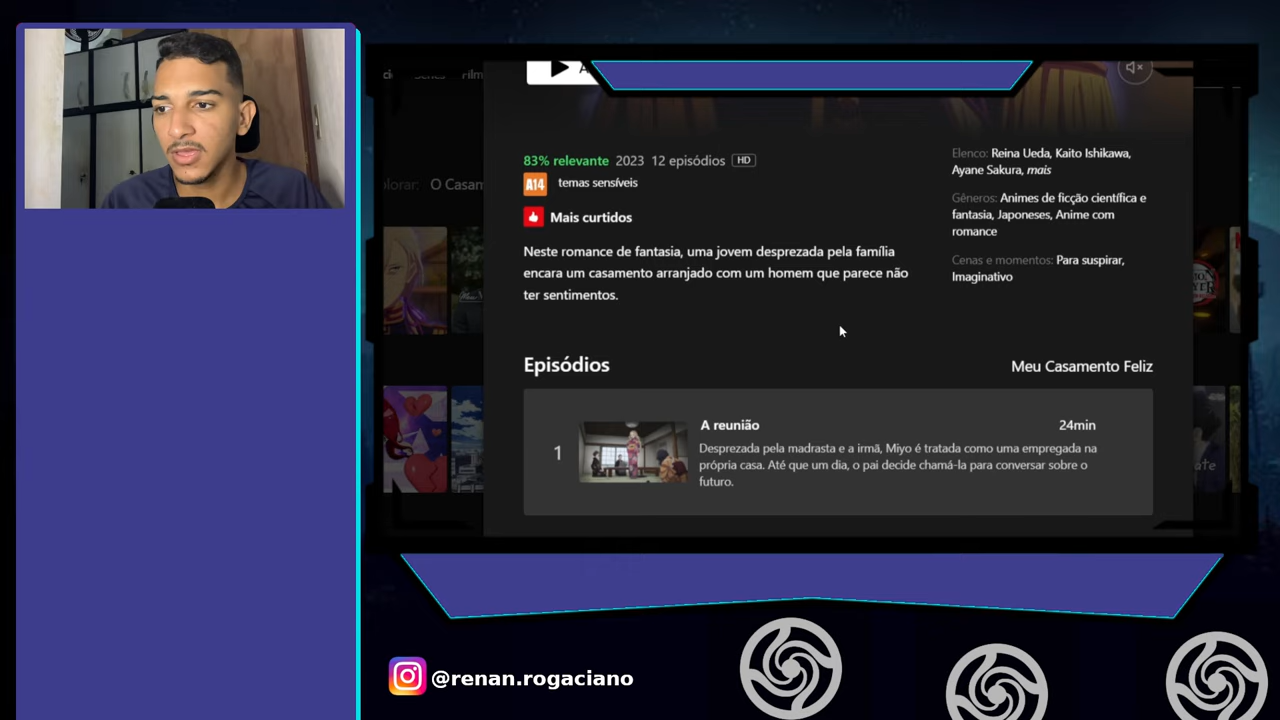 83% relevante 2023 12 episódios HD
A14 temas sensíveis
Mais curtidos
Neste romance de fantasia, uma jovem desprezada pela família
encara um casamento arranjado com um homem que parece não
ter sentimentos.
Elenco: Reina Ueda, Kaito Ishikawa,
Ayane Sakura, mais
Gêneros: Animes de ficção científica e
fantasia, Japoneses, Anime com
romance
Cenas e momentos: Para suspirar,
Imaginativo
Episódios
Meu Casamento Feliz
1
A reunião
24min
Desprezada pela madrasta e a irmã, Miyo é tratada como uma empregada na
própria casa. Até que um dia, o pai decide chamá-la para conversar sobre o
futuro.
@renan.rogaciano